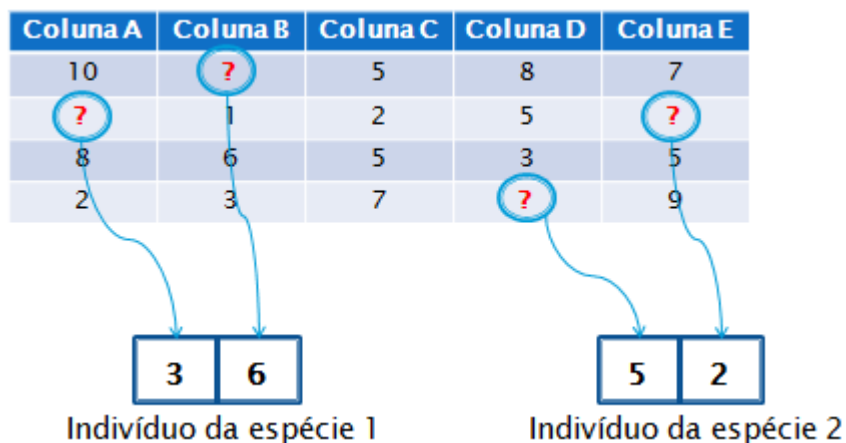 Coluna A Coluna B Coluna C Coluna D Coluna E
10 ? 5 8 7
? 1 2 5 ?
8 6 5 3 5
2 3 7 ? 9
3 6 5 2
Indivíduo da espécie 1 Indivíduo da espécie 2